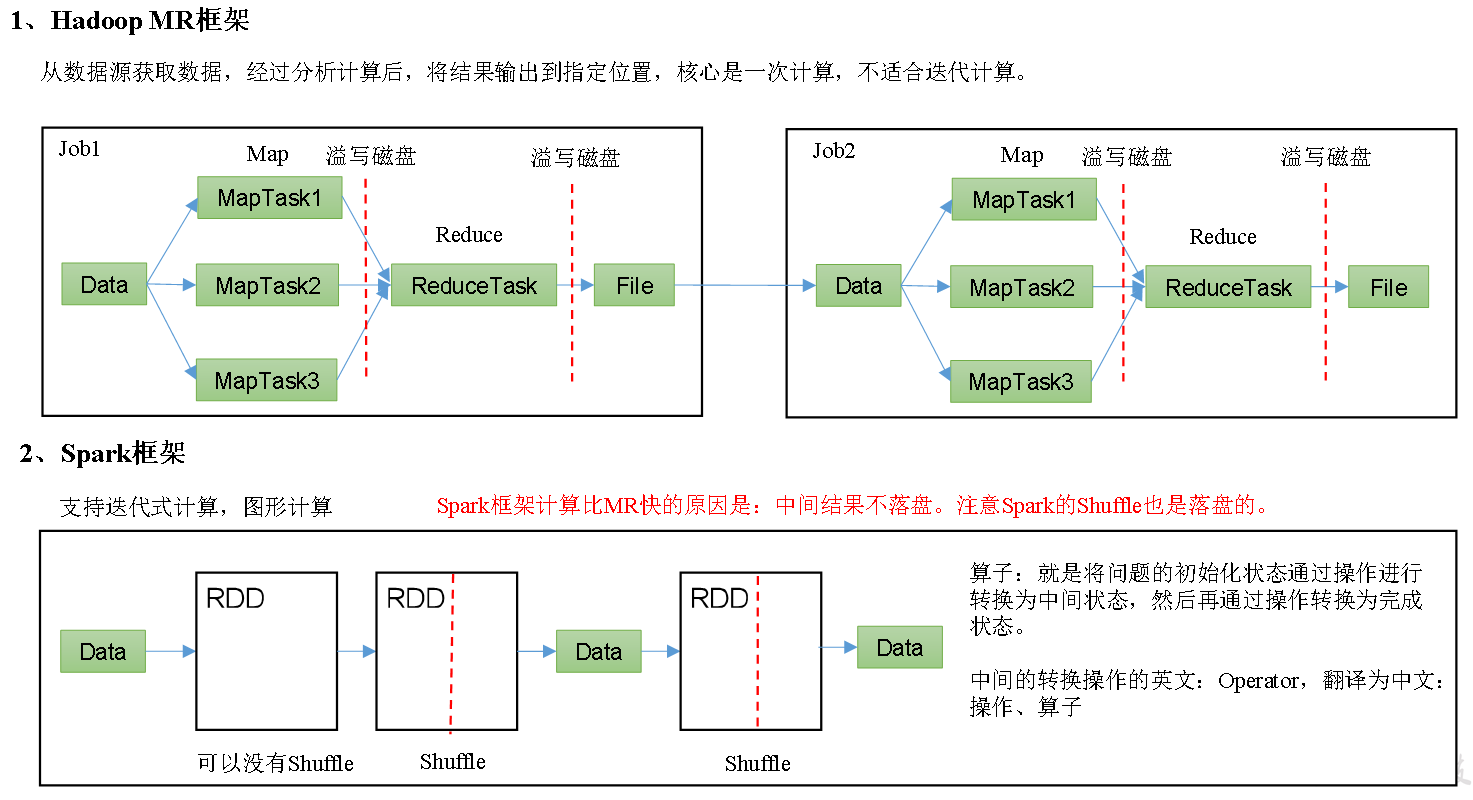 1、Hadoop MR框架
从数据源获取数据，经过分析计算后，将结果输出到指定位置，核心是一次计算，不适合迭代计算。
Job1
Map
溢写磁盘
溢写磁盘
MapTask1
Reduce
Data
MapTask2
ReduceTask
File
MapTask3
Job2
Map
溢写磁盘
溢写磁盘
MapTask1
Reduce
Data
MapTask2
ReduceTask
File
MapTask3
2、Spark框架
支持迭代式计算，图形计算
Spark框架计算比MR快的原因是：中间结果不落盘。注意Spark的Shuffle也是落盘的。
Data
RDD
RDD
Data
RDD
Data
可以没有Shuffle
Shuffle
Shuffle
算子：就是将问题的初始化状态通过操作进行
转换为中间状态，然后再通过操作转换为完成
状态。
中间的转换操作的英文：Operator，翻译为中文：
操作、算子